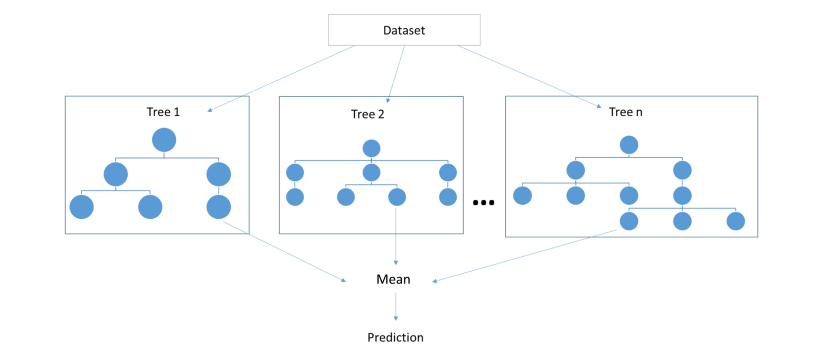 Dataset
Tree 1
Tree 2
Tree n
...
Mean
Prediction